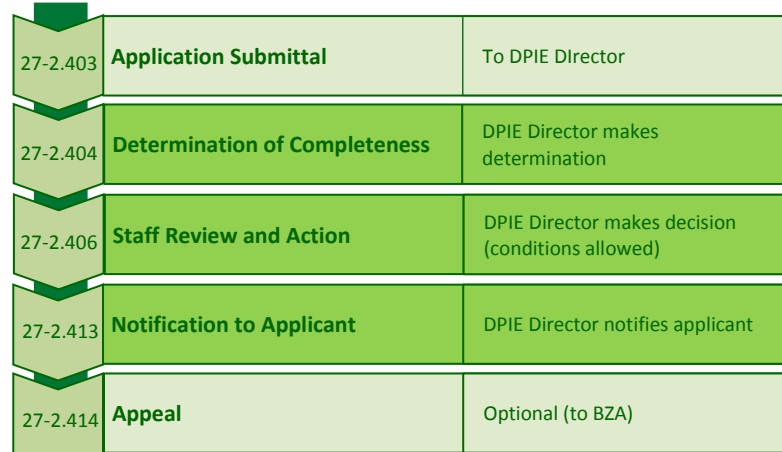 27-2.403
Application Submittal
To DPIE DIrector
27-2.404
Determination of Completeness
DPIE Director makes
determination
27-2.406
Staff Review and Action
DPIE Director makes decision
(conditions allowed)
27-2.413
Notification to Applicant
DPIE Director notifies applicant
27-2.414
Appeal
Optional (to BZA)